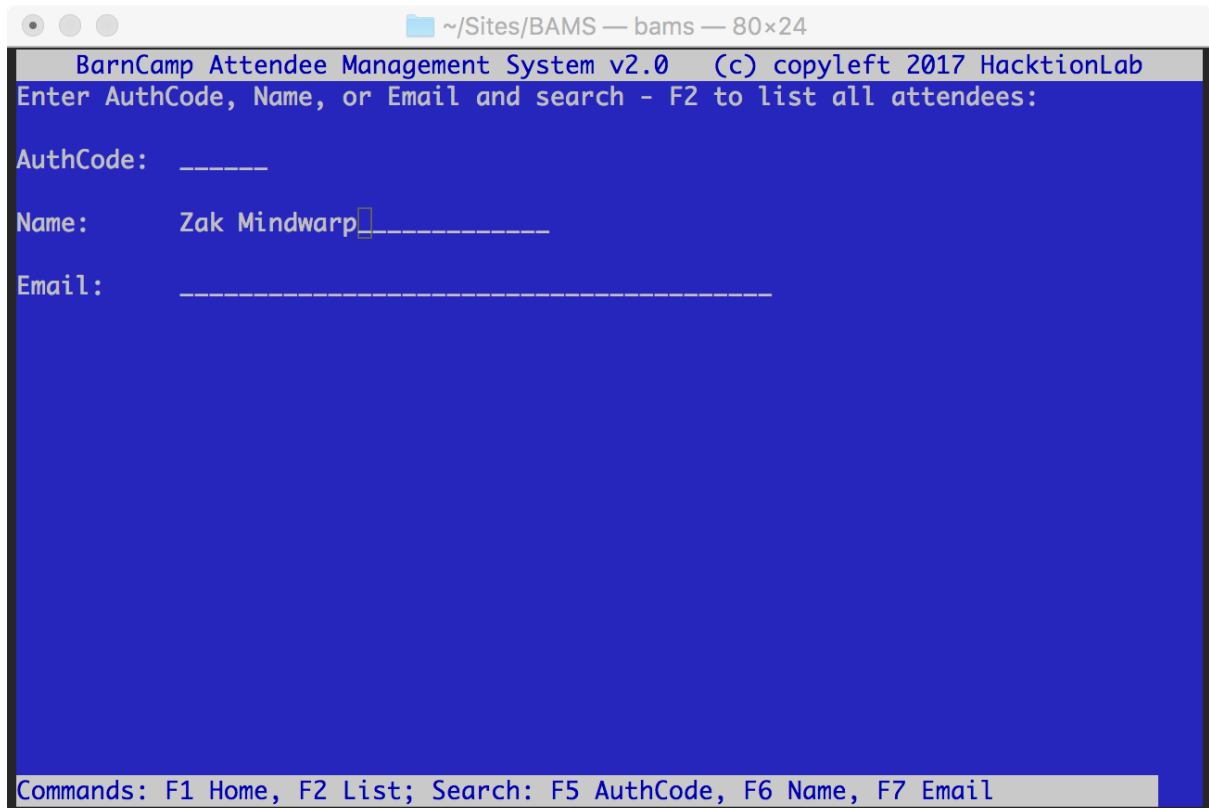 ~/Sites/BAMS — bams — 80×24
BarnCamp Attendee Management System v2.0 (c) copyleft 2017 HacktionLab
Enter AuthCode, Name, or Email and search - F2 to list all attendees:
AuthCode: ______
Name: Zak Mindwarp_____________
Email: ________________________________________
Commands: F1 Home, F2 List; Search: F5 AuthCode, F6 Name, F7 Email